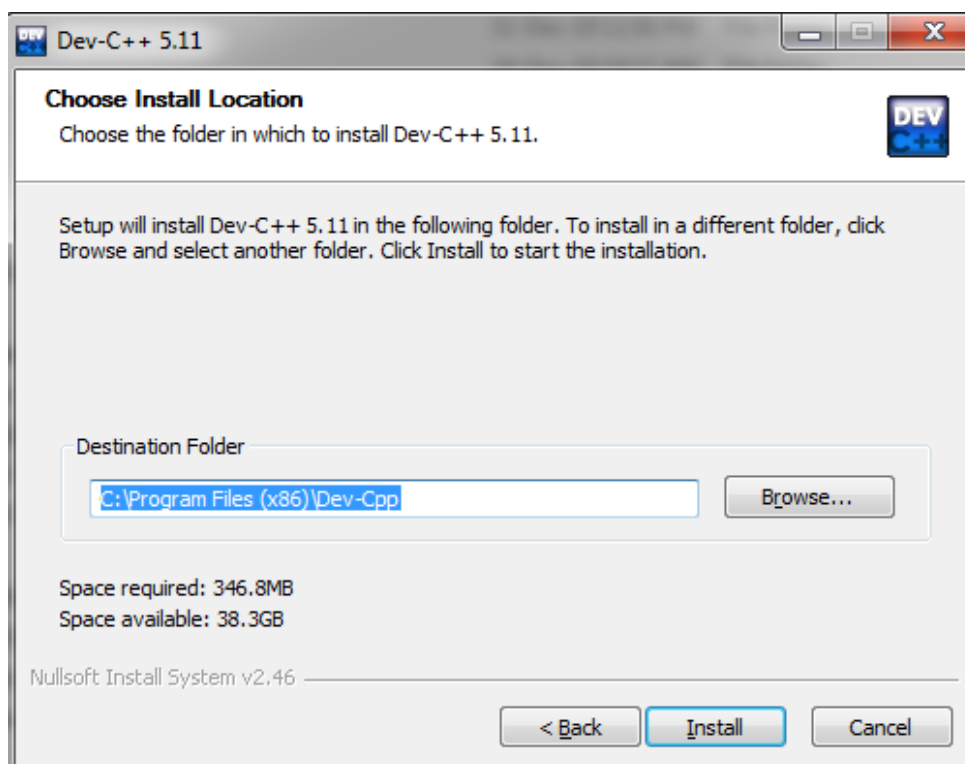 Dev-C++ 5.11
Choose Install Location
Choose the folder in which to install Dev-C++ 5.11.
DEV
C++
Setup will install Dev-C++ 5.11 in the following folder. To install in a different folder, click
Browse and select another folder. Click Install to start the installation.
Destination Folder
C:\Program Files (x86)\Dev-Cpp
Browse...
Space required: 346.8MB
Space available: 38.3GB
Nullsoft Install System v2.46
< Back
Install
Cancel